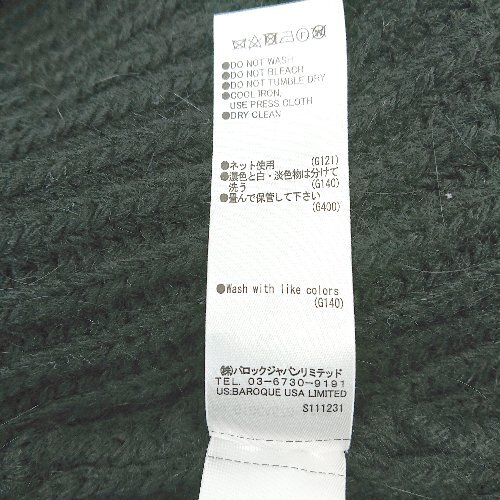 ●DO NOT WASH
●DO NOT BLEACH
●DO NOT TUMBLE DRY
●COOL IRON,
USE PRESS CLOTH
●DRY CLEAN
●ネット使用 (G121)
●濃色と白・淡色物は分けて
洗う (G140)
●畳んで保管して下さい
(G400)
●Wash with like colors
(G140)
㈱バロックジャパンリミテッド
TEL. 03-6730-9191
US:BAROQUE USA LIMITED
S111231